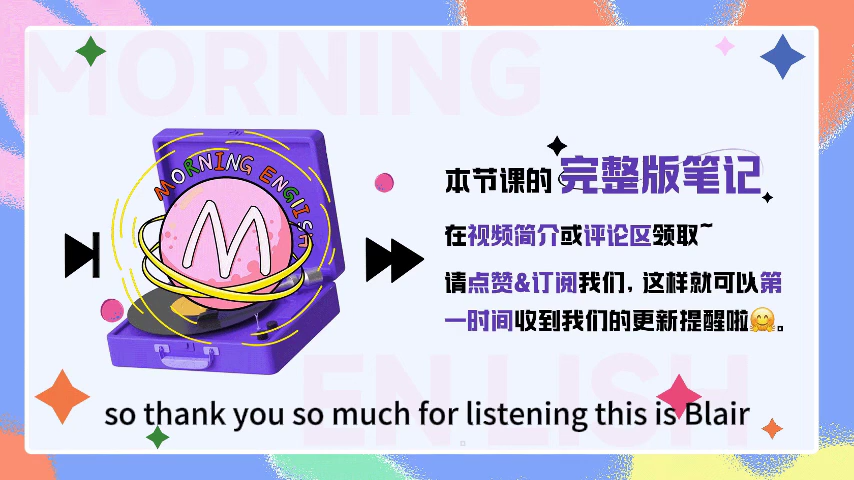 MORNING
MORNING ENGLISH
M
本节课的 完整版笔记
在视频简介或评论区领取~
请点赞&订阅我们，这样就可以第
一时间收到我们的更新提醒啦🤗。
EN LISH
so thank you so much for listening this is Blair